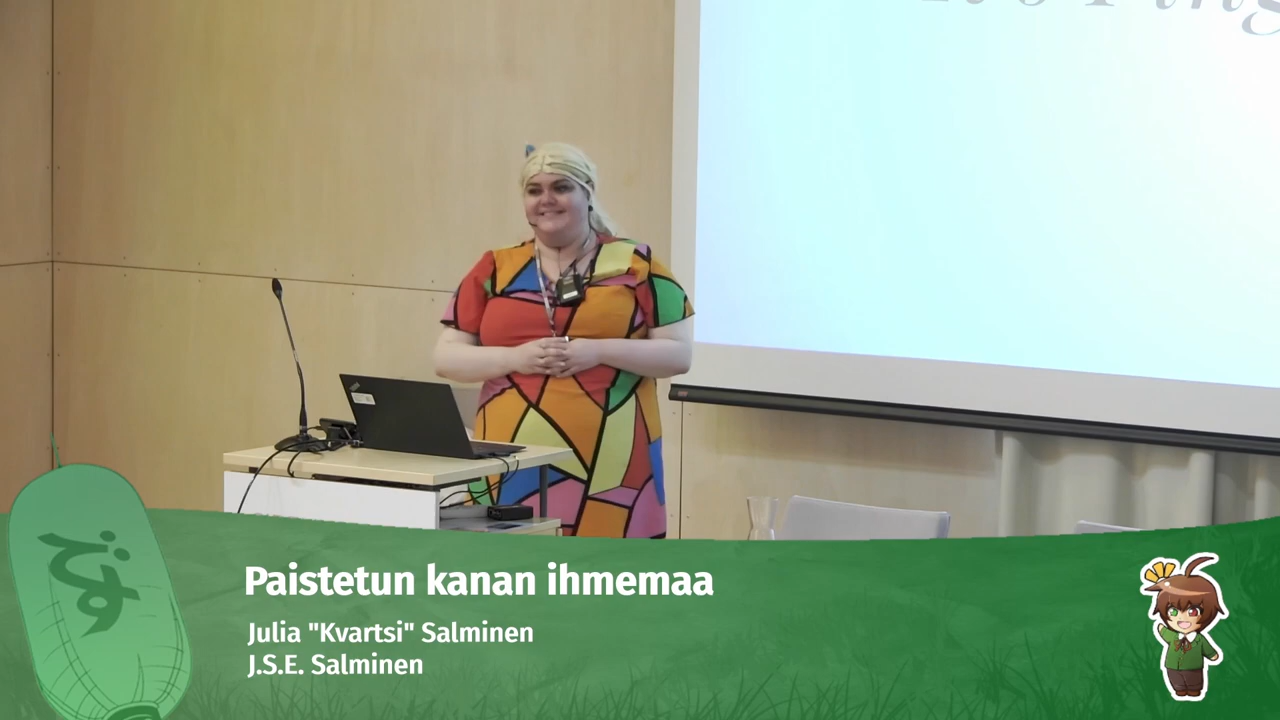 Paistetun kanan ihmemaa
Julia "Kvartsi" Salminen
J.S.E. Salminen